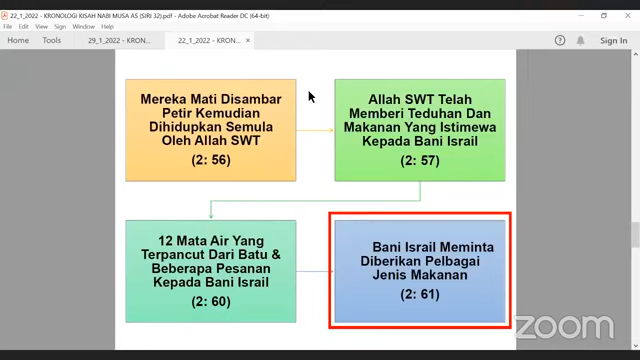 22_1_2022 - KRONOLOGI KISAH NABI MUSA AS (SIRI 32).pdf - Adobe Acrobat Reader DC (64-bit)
File Edit View Sign Window Help
Home Tools 29_1_2022 - KRON... 22_1_2022 - KRON... × Sign In
Mereka Mati Disambar
Petir Kemudian
Dihidupkan Semula
Oleh Allah SWT
(2: 56)
Allah SWT Telah
Memberi Teduhan Dan
Makanan Yang Istimewa
Kepada Bani Israil
(2: 57)
12 Mata Air Yang
Terpancut Dari Batu &
Beberapa Pesanan
Kepada Bani Israil
(2: 60)
Bani Israil Meminta
Diberikan Pelbagai
Jenis Makanan
(2: 61)
zoom